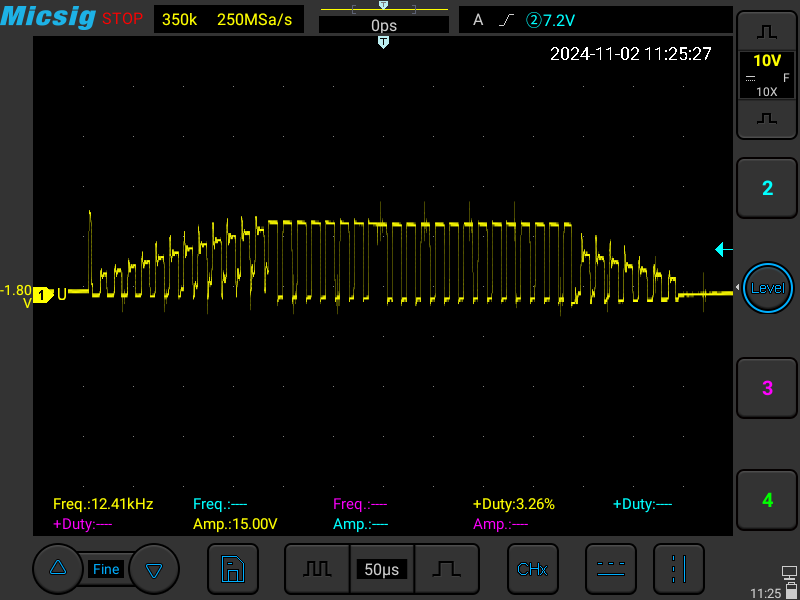 Micsig STOP 350k 250MSa/s 0ps A ②7.2V
T
T
2024-11-02 11:25:27
10V
F
10X
2
-1.80
V
1 U
Level
3
Freq.:12.41kHz Freq.:---- Freq.:---- +Duty:3.26% +Duty:----
+Duty:---- Amp.:15.00V Amp.:---- Amp.:----
4
Fine 50μs CHx
11:25